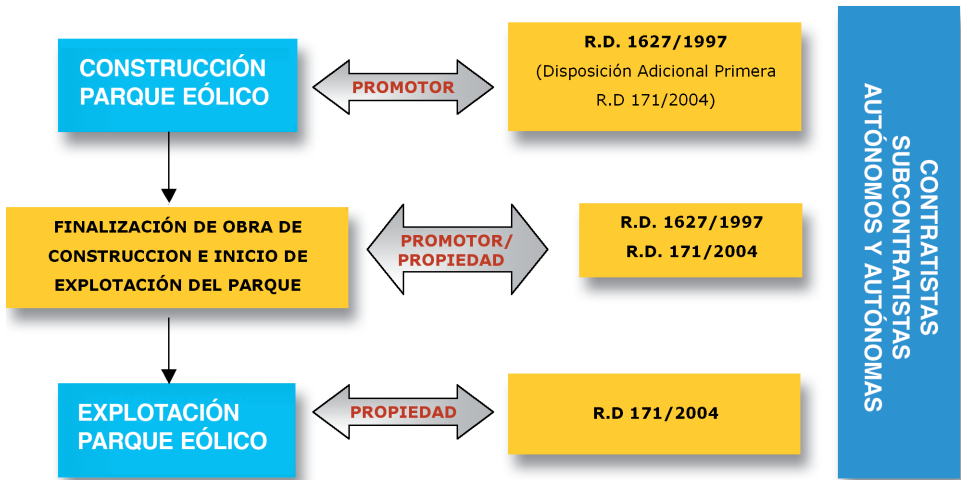 CONSTRUCCIÓN
PARQUE EÓLICO
PROMOTOR
R.D. 1627/1997
(Disposición Adicional Primera
R.D 171/2004)
FINALIZACIÓN DE OBRA DE
CONSTRUCCION E INICIO DE
EXPLOTACIÓN DEL PARQUE
PROMOTOR/
PROPIEDAD
R.D. 1627/1997
R.D. 171/2004
EXPLOTACIÓN
PARQUE EÓLICO
PROPIEDAD
R.D 171/2004
CONTRATISTAS
SUBCONTRATISTAS
AUTÓNOMOS Y AUTÓNOMAS